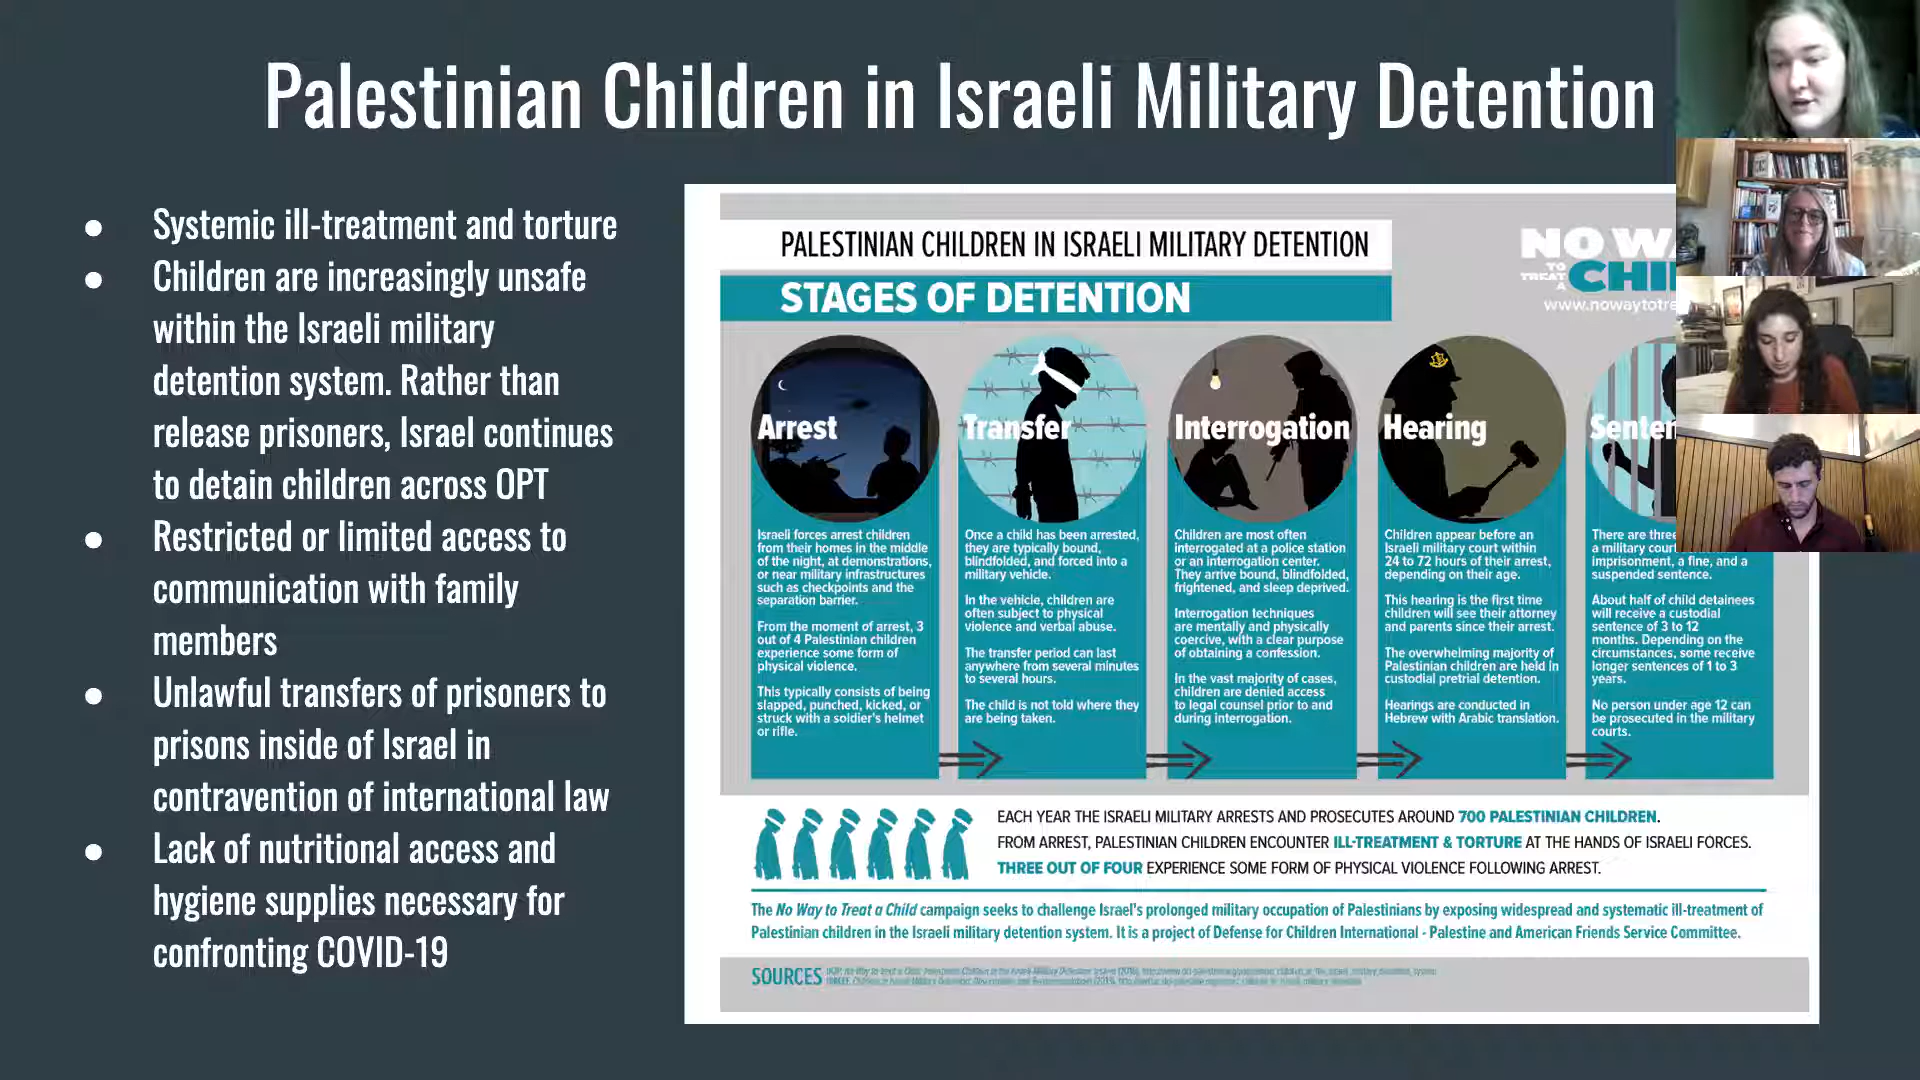 Palestinian Children in Israeli Military Detention
● Systemic ill-treatment and torture
● Children are increasingly unsafe
within the Israeli military
detention system. Rather than
release prisoners, Israel continues
to detain children across OPT
● Restricted or limited access to
communication with family
members
● Unlawful transfers of prisoners to
prisons inside of Israel in
contravention of international law
● Lack of nutritional access and
hygiene supplies necessary for
confronting COVID-19
PALESTINIAN CHILDREN IN ISRAELI MILITARY DETENTION
STAGES OF DETENTION
NO WA
TO
TREAT
A
CHI
www.nowaytotre
Arrest
Israeli forces arrest children
from their homes in the middle
of the night, at demonstrations,
or near military infrastructures
such as checkpoints and the
separation barrier.
From the moment of arrest, 3
out of 4 Palestinian children
experience some form of
physical violence.
This typically consists of being
slapped, punched, kicked, or
struck with a soldier's helmet
or rifle.
Transfer
Once a child has been arrested,
they are typically bound,
blindfolded, and forced into a
military vehicle.
In the vehicle, children are
often subject to physical
violence and verbal abuse.
The transfer period can last
anywhere from several minutes
to several hours.
The child is not told where they
are being taken.
Interrogation
Children are most often
interrogated at a police station
or an interrogation center.
They arrive bound, blindfolded,
frightened, and sleep deprived.
Interrogation techniques
are mentally and physically
coercive, with a clear purpose
of obtaining a confession.
In the vast majority of cases,
children are denied access
to legal counsel prior to and
during interrogation.
Hearing
Children appear before an
Israeli military court within
24 to 72 hours of their arrest,
depending on their age.
This hearing is the first time
children will see their attorney
and parents since their arrest.
The overwhelming majority of
Palestinian children are held in
custodial pretrial detention.
Hearings are conducted in
Hebrew with Arabic translation.
Senten
There are three
a military court
imprisonment, a fine, and a
suspended sentence.
About half of child detainees
will receive a custodial
sentence of 3 to 12
months. Depending on the
circumstances, some receive
longer sentences of 1 to 3
years.
No person under age 12 can
be prosecuted in the military
courts.
EACH YEAR THE ISRAELI MILITARY ARRESTS AND PROSECUTES AROUND 700 PALESTINIAN CHILDREN.
FROM ARREST, PALESTINIAN CHILDREN ENCOUNTER ILL-TREATMENT & TORTURE AT THE HANDS OF ISRAELI FORCES.
THREE OUT OF FOUR EXPERIENCE SOME FORM OF PHYSICAL VIOLENCE FOLLOWING ARREST.
The No Way to Treat a Child campaign seeks to challenge Israel's prolonged military occupation of Palestinians by exposing widespread and systematic ill-treatment of
Palestinian children in the Israeli military detention system. It is a project of Defense for Children International - Palestine and American Friends Service Committee.
SOURCES